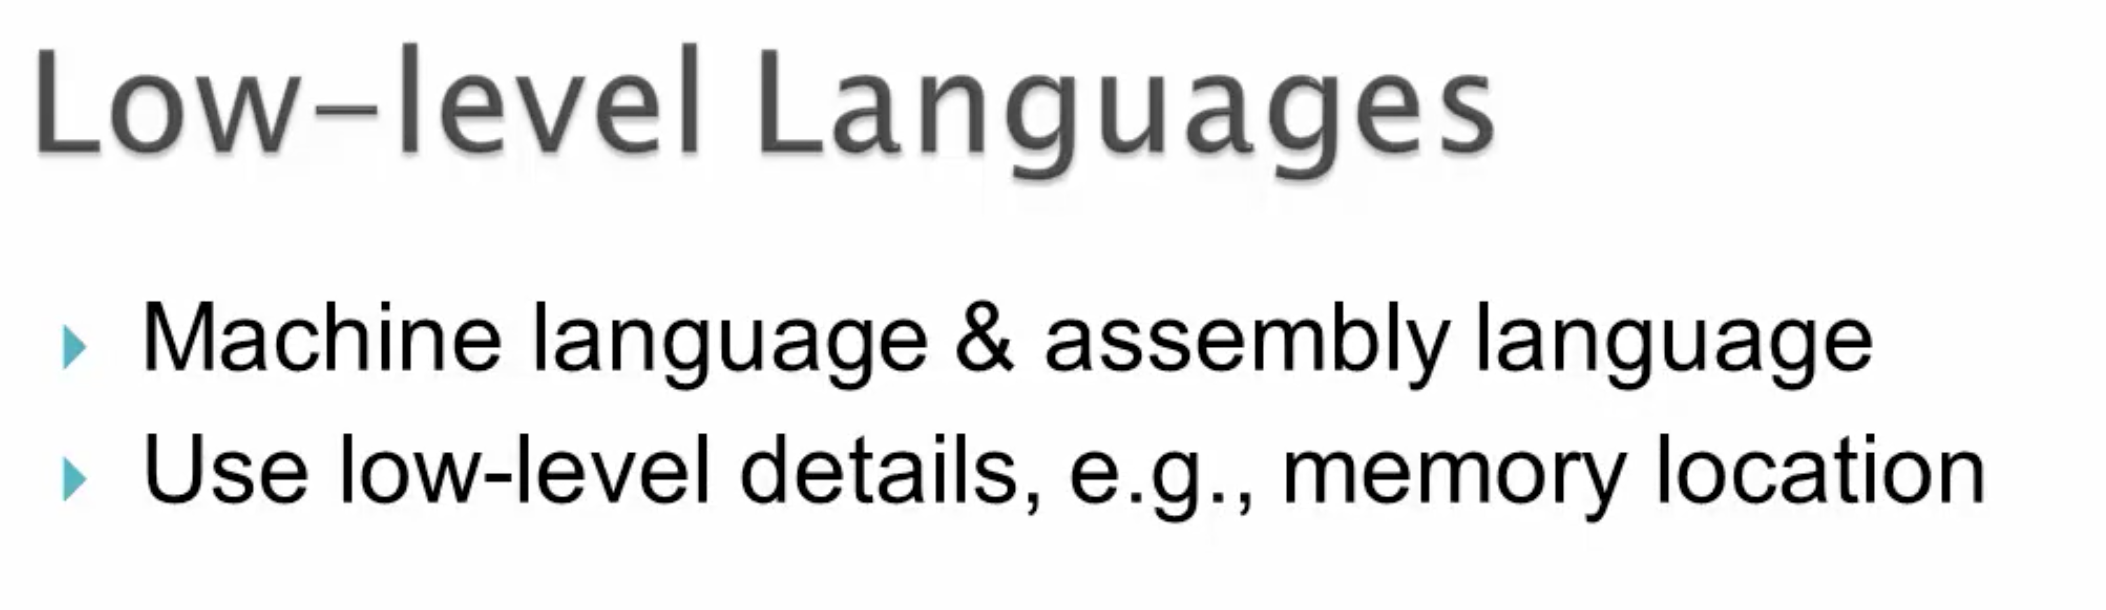 Low-level Languages
Machine language & assembly language
Use low-level details, e.g., memory location